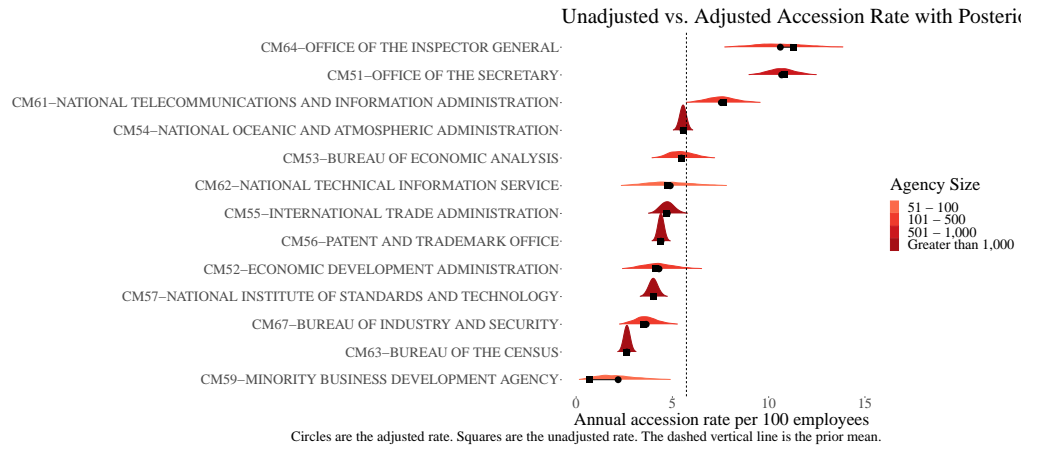 Unadjusted vs. Adjusted Accession Rate with
CM64–OFFICE OF THE INSPECTOR GENERAL
CM51–OFFICE OF THE SECRETARY
CM61–NATIONAL TELECOMMUNICATIONS AND INFORMATION ADMINISTRATION
CM54–NATIONAL OCEANIC AND ATMOSPHERIC ADMINISTRATION
CM53–BUREAU OF ECONOMIC ANALYSIS
CM62–NATIONAL TECHNICAL INFORMATION SERVICE
CM55–INTERNATIONAL TRADE ADMINISTRATION
CM56–PATENT AND TRADEMARK OFFICE
CM52–ECONOMIC DEVELOPMENT ADMINISTRATION
CM57–NATIONAL INSTITUTE OF STANDARDS AND TECHNOLOGY
CM67–BUREAU OF INDUSTRY AND SECURITY
CM63–BUREAU OF THE CENSUS
CM59–MINORITY BUSINESS DEVELOPMENT AGENCY
0 5 10 15
Annual accession rate per 100 employees
Circles are the adjusted rate. Squares are the unadjusted rate. The dashed vertical line is the prior mean.
Agency Size
51 – 100
101 – 500
501 – 1,000
Greater than 1,000